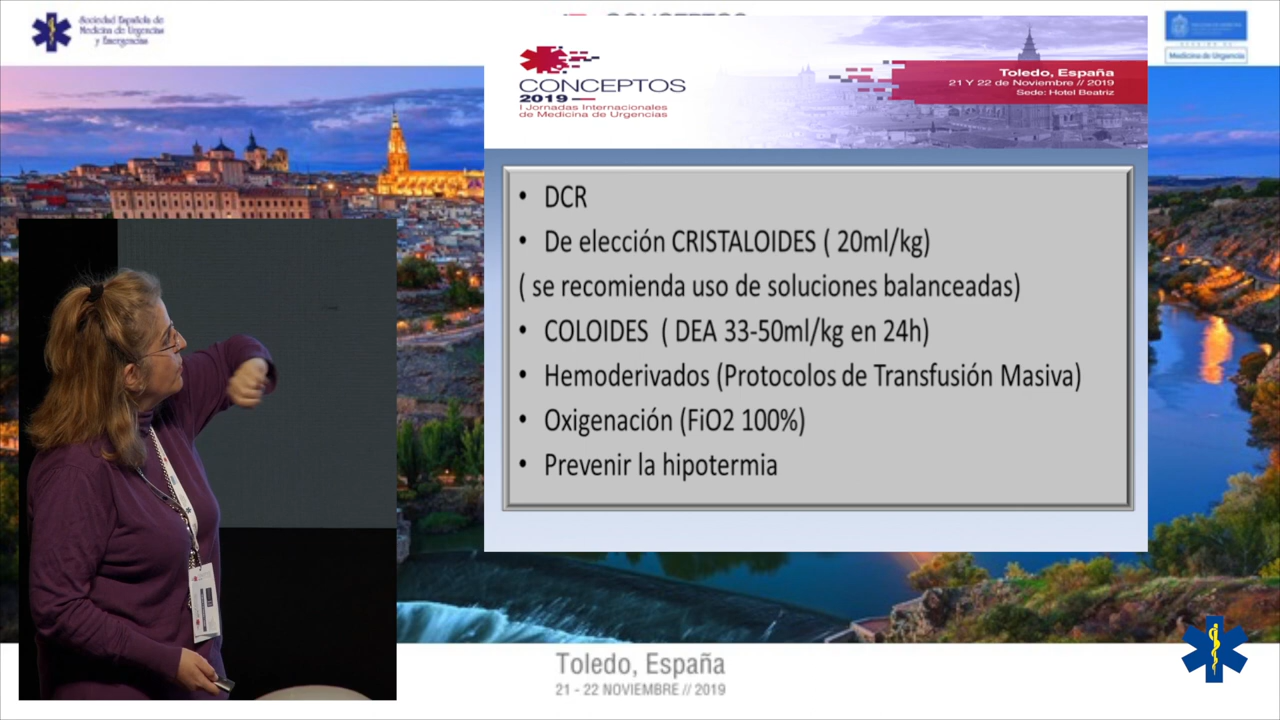 Sociedad Española de
Medicina de Urgencias
y Emergencias
CONCEPTOS
CONCEPTOS
2019
I Jornadas Internacionales
de Medicina de Urgencias
Toledo, España
21 Y 22 de Noviembre // 2019
Sede: Hotel Beatriz
Medicina de Urgencia
• DCR
• De elección CRISTALOIDES ( 20ml/kg)
( se recomienda uso de soluciones balanceadas)
• COLOIDES ( DEA 33-50ml/kg en 24h)
• Hemoderivados (Protocolos de Transfusión Masiva)
• Oxigenación (FiO2 100%)
• Prevenir la hipotermia
Toledo, España
21 - 22 NOVIEMBRE // 2019